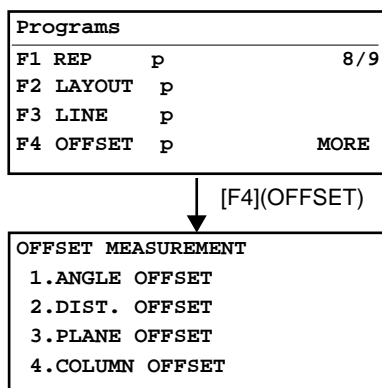 Programs
F1 REP p 8/9
F2 LAYOUT p
F3 LINE p
F4 OFFSET p MORE
[F4](OFFSET)
OFFSET MEASUREMENT
1.ANGLE OFFSET
2.DIST. OFFSET
3.PLANE OFFSET
4.COLUMN OFFSET